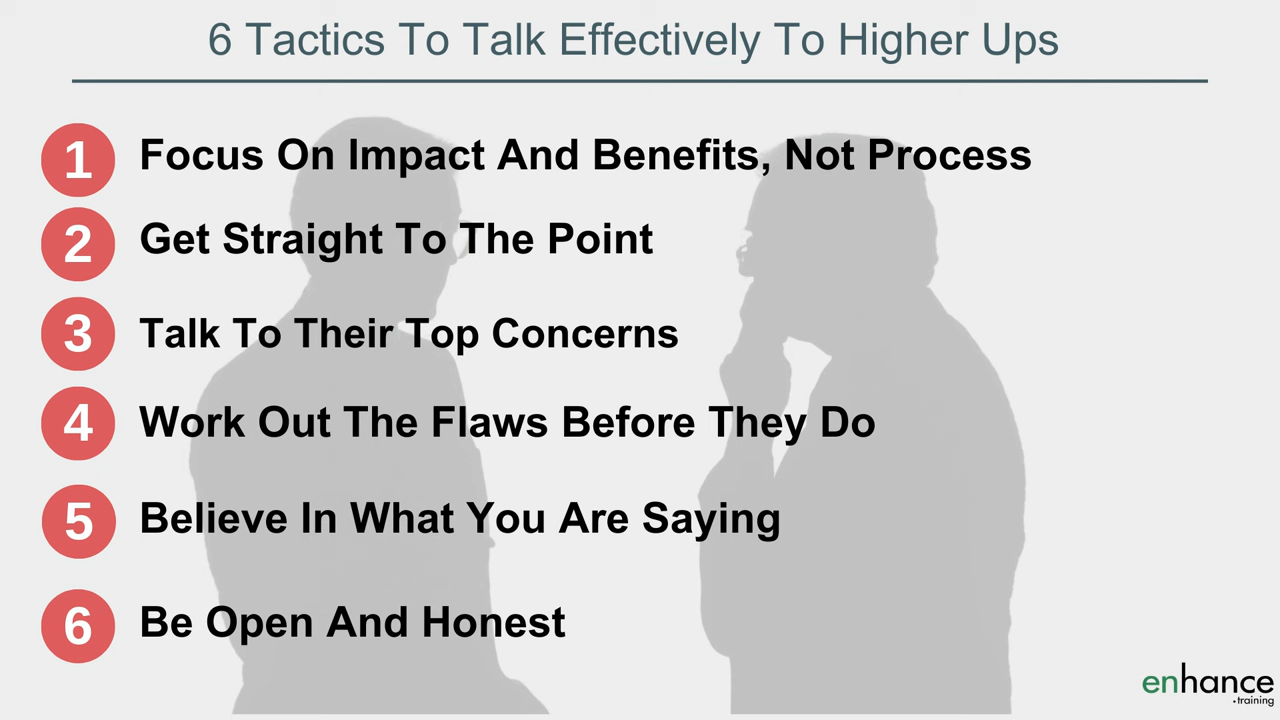 6 Tactics To Talk Effectively To Higher Ups
1 Focus On Impact And Benefits, Not Process
2 Get Straight To The Point
3 Talk To Their Top Concerns
4 Work Out The Flaws Before They Do
5 Believe In What You Are Saying
6 Be Open And Honest
enhance
.training